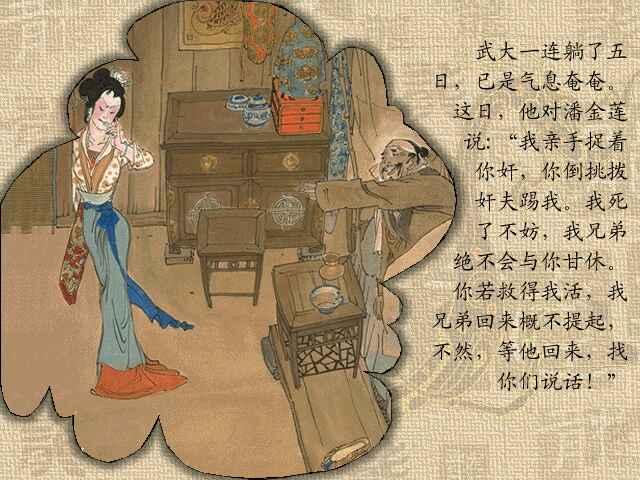 武大一连躺了五
日，已是气息奄奄。
这日，他对潘金莲
说：“我亲手捉着
你奸，你倒挑拨
奸夫踢我。我死
了不妨，我兄弟
绝不会与你甘休。
你若救得我活，我
兄弟回来概不提起，
不然，等他回来，找
你们说话！”